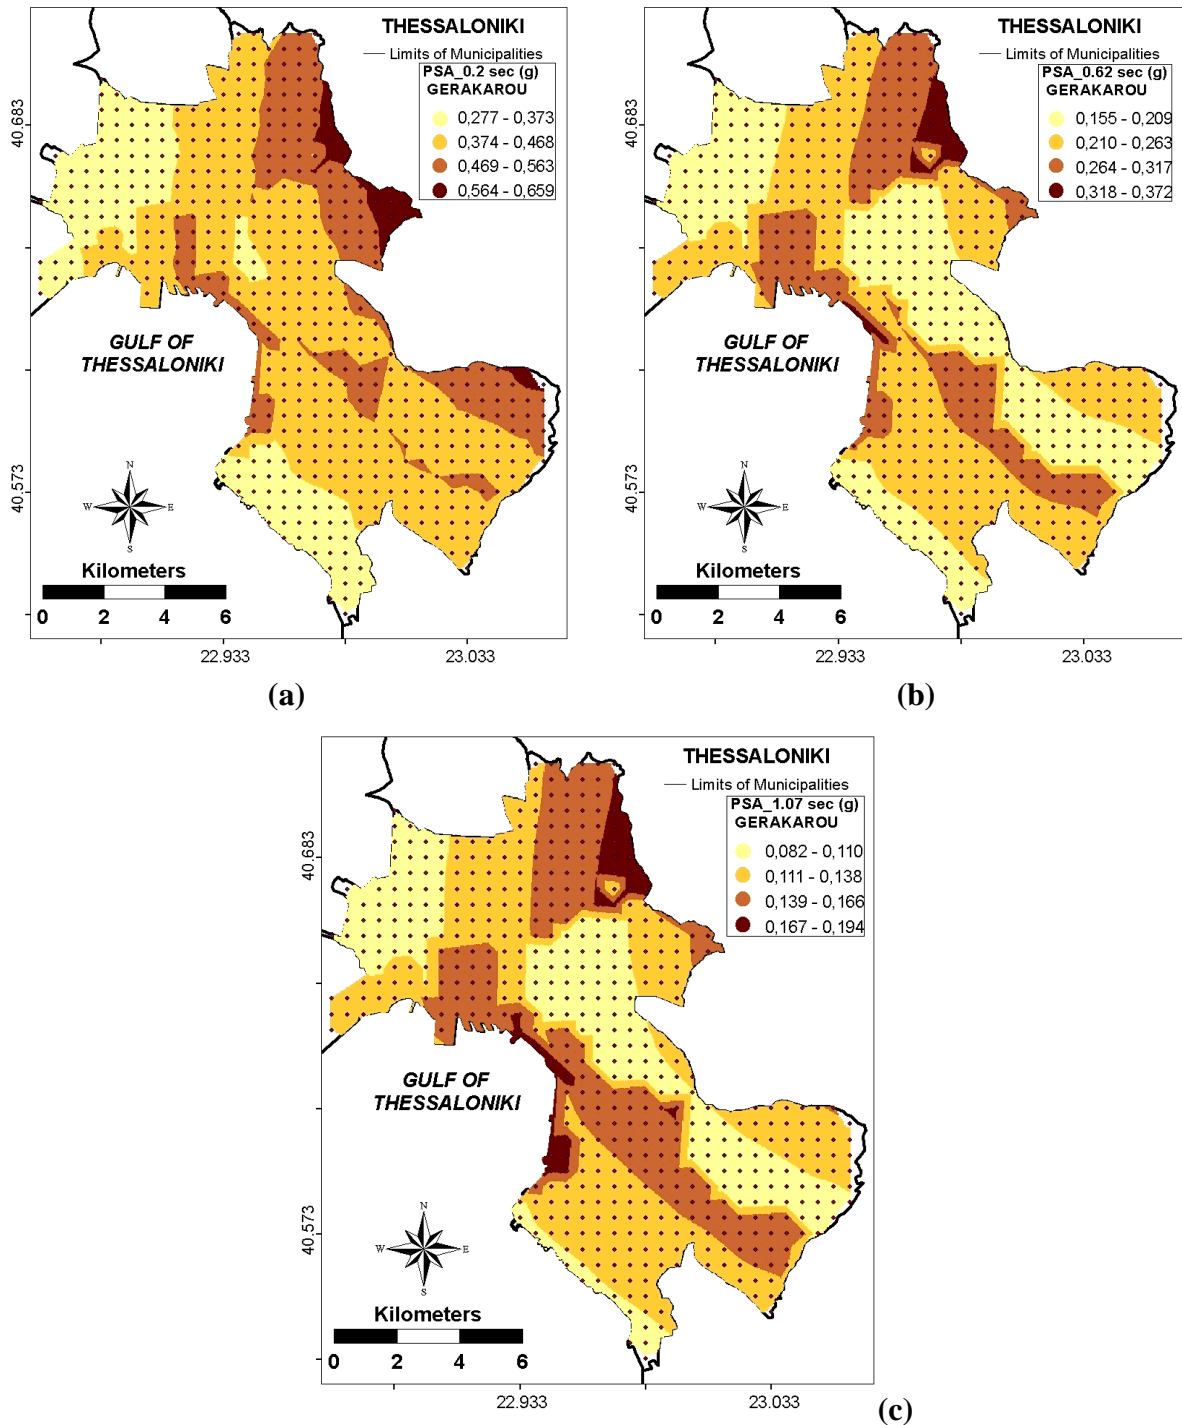 THESSALONIKI
Limits of Municipalities
PSA_0.2 sec (g)
GERAKAROU
0,277 - 0,373
0,374 - 0,468
0,469 - 0,563
0,564 - 0,659
40.683
40.573
GULF OF
THESSALONIKI
N
W E
S
Kilometers
0 2 4 6
22.933 23.033
(a)
THESSALONIKI
Limits of Municipalities
PSA_0.62 sec (g)
GERAKAROU
0,155 - 0,209
0,210 - 0,263
0,264 - 0,317
0,318 - 0,372
40.683
40.573
GULF OF
THESSALONIKI
N
W E
S
Kilometers
0 2 4 6
22.933 23.033
(b)
THESSALONIKI
Limits of Municipalities
PSA_1.07 sec (g)
GERAKAROU
0,082 - 0,110
0,111 - 0,138
0,139 - 0,166
0,167 - 0,194
40.683
40.573
GULF OF
THESSALONIKI
N
W E
S
Kilometers
0 2 4 6
22.933 23.033
(c)